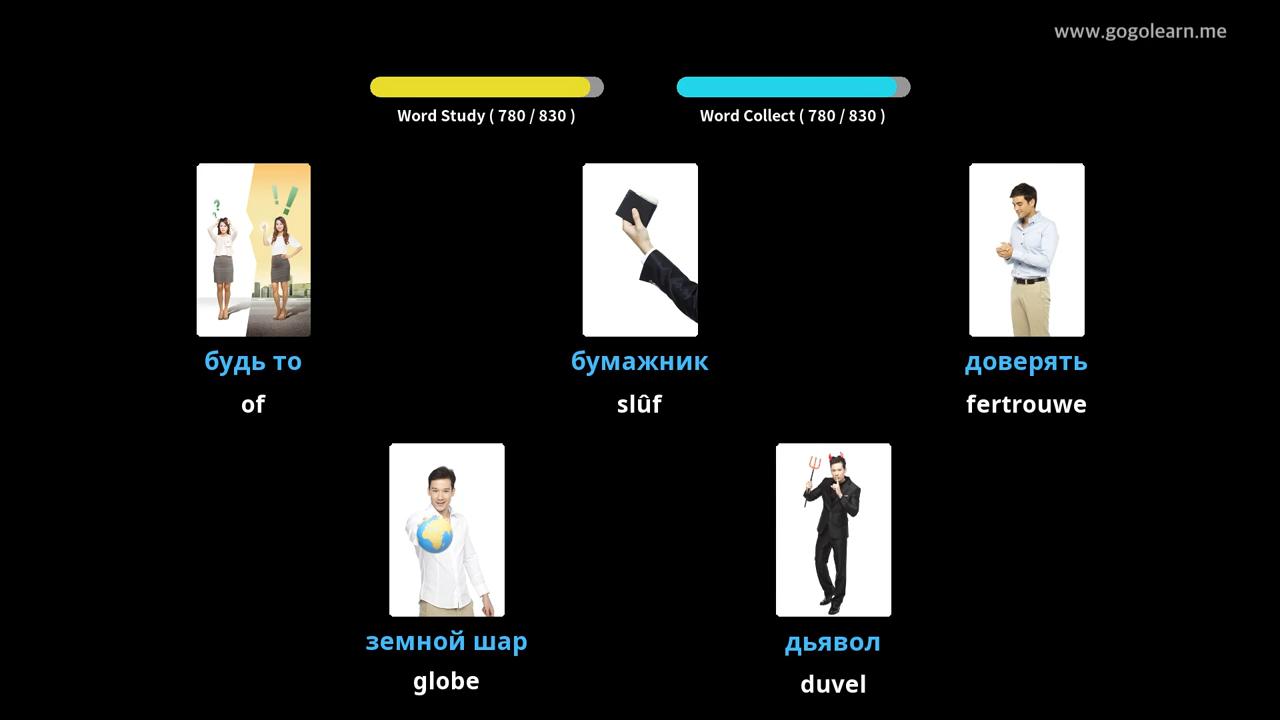 www.gogolearn.me
Word Study ( 780 / 830 )
Word Collect ( 780 / 830 )
будь то
бумажник
доверять
of
slûf
fertrouwe
земной шар
дьявол
globe
duvel